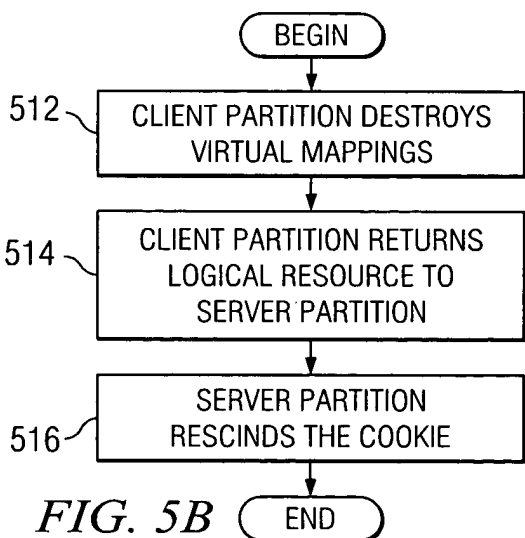 BEGIN
512
CLIENT PARTITION DESTROYS
VIRTUAL MAPPINGS
514
CLIENT PARTITION RETURNS
LOGICAL RESOURCE TO
SERVER PARTITION
516
SERVER PARTITION
RESCINDS THE COOKIE
FIG. 5B
END